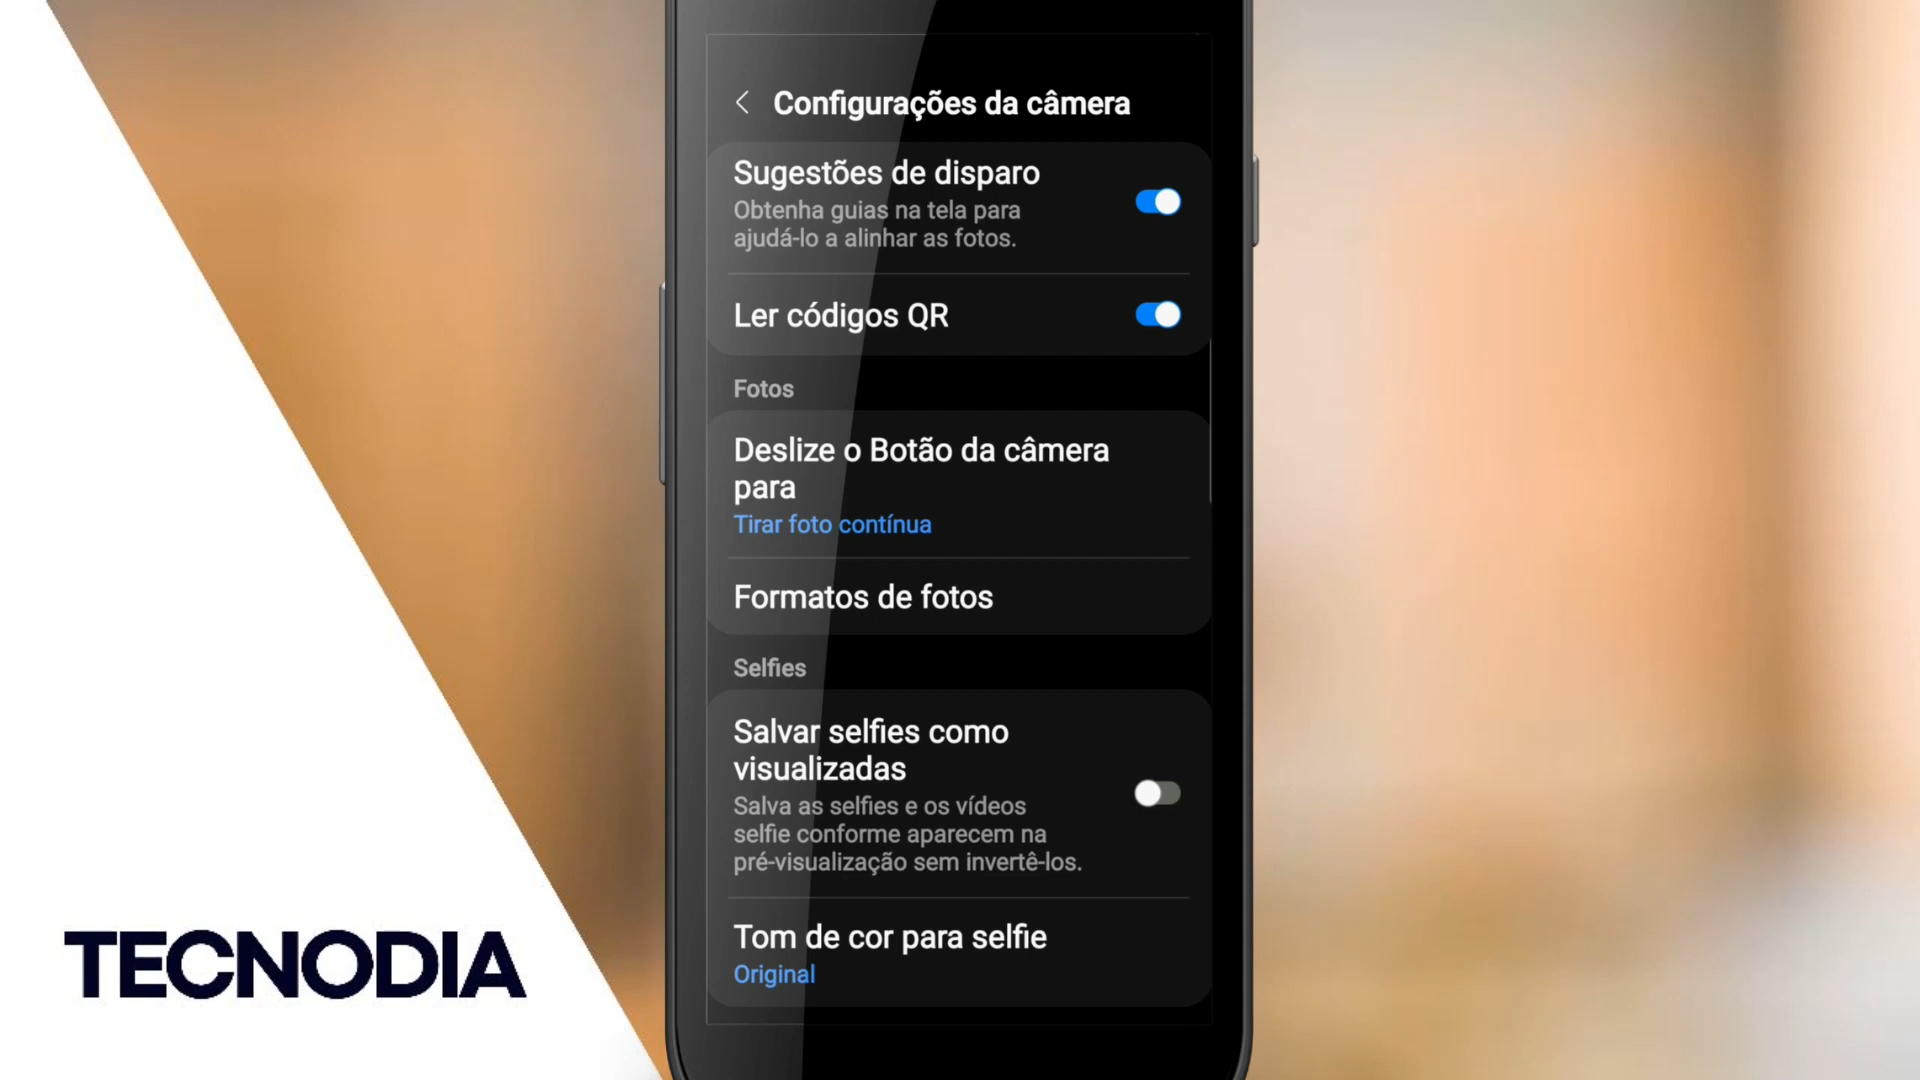 Configurações da câmera
Sugestões de disparo
Obtenha guias na tela para
ajudá-lo a alinhar as fotos.
Ler códigos QR
Fotos
Deslize o Botão da câmera
para
Tirar foto contínua
Formatos de fotos
Selfies
Salvar selfies como
visualizadas
Salva as selfies e os vídeos
selfie conforme aparecem na
pré-visualização sem invertê-los.
Tom de cor para selfie
Original
TECNODIA